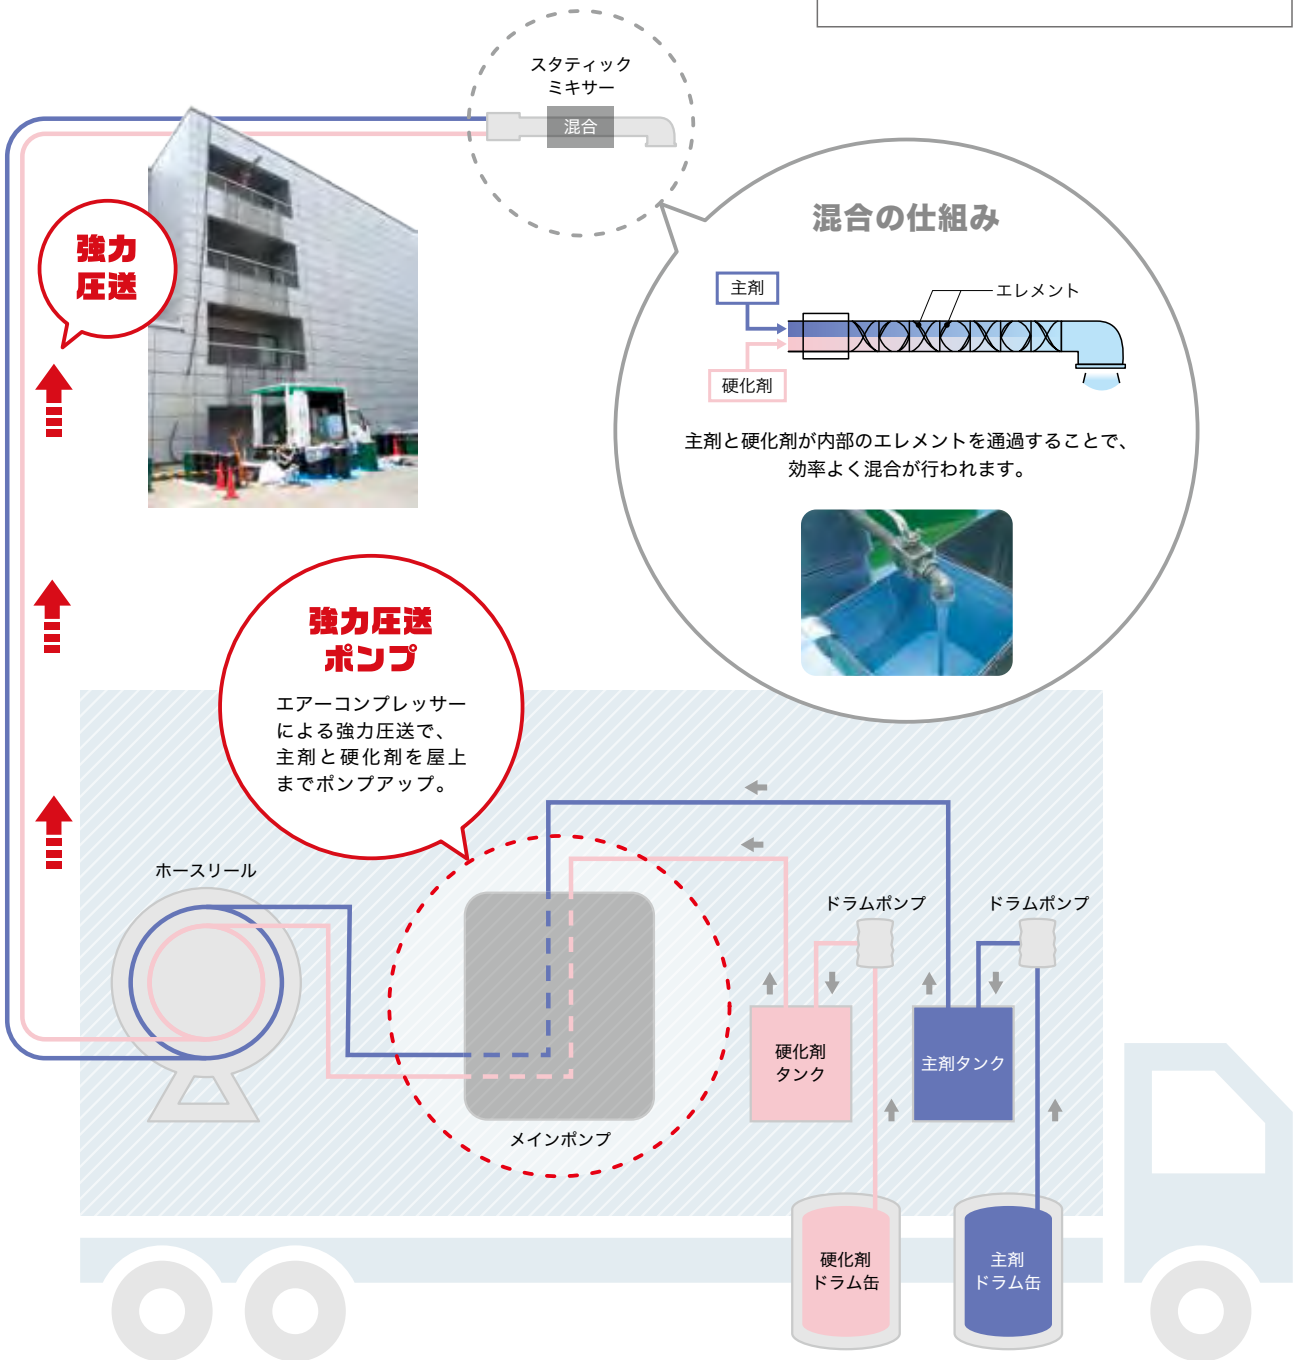 スタティック
ミキサー
混合
強力
圧送
混合の仕組み
主剤
エレメント
硬化剤
主剤と硬化剤が内部のエレメントを通過することで、
効率よく混合が行われます。
強力圧送
ポンプ
エアーコンプレッサー
による強力圧送で、
主剤と硬化剤を屋上
までポンプアップ。
ホースリール
ドラムポンプ
ドラムポンプ
硬化剤
タンク
主剤タンク
メインポンプ
硬化剤
ドラム缶
主剤
ドラム缶